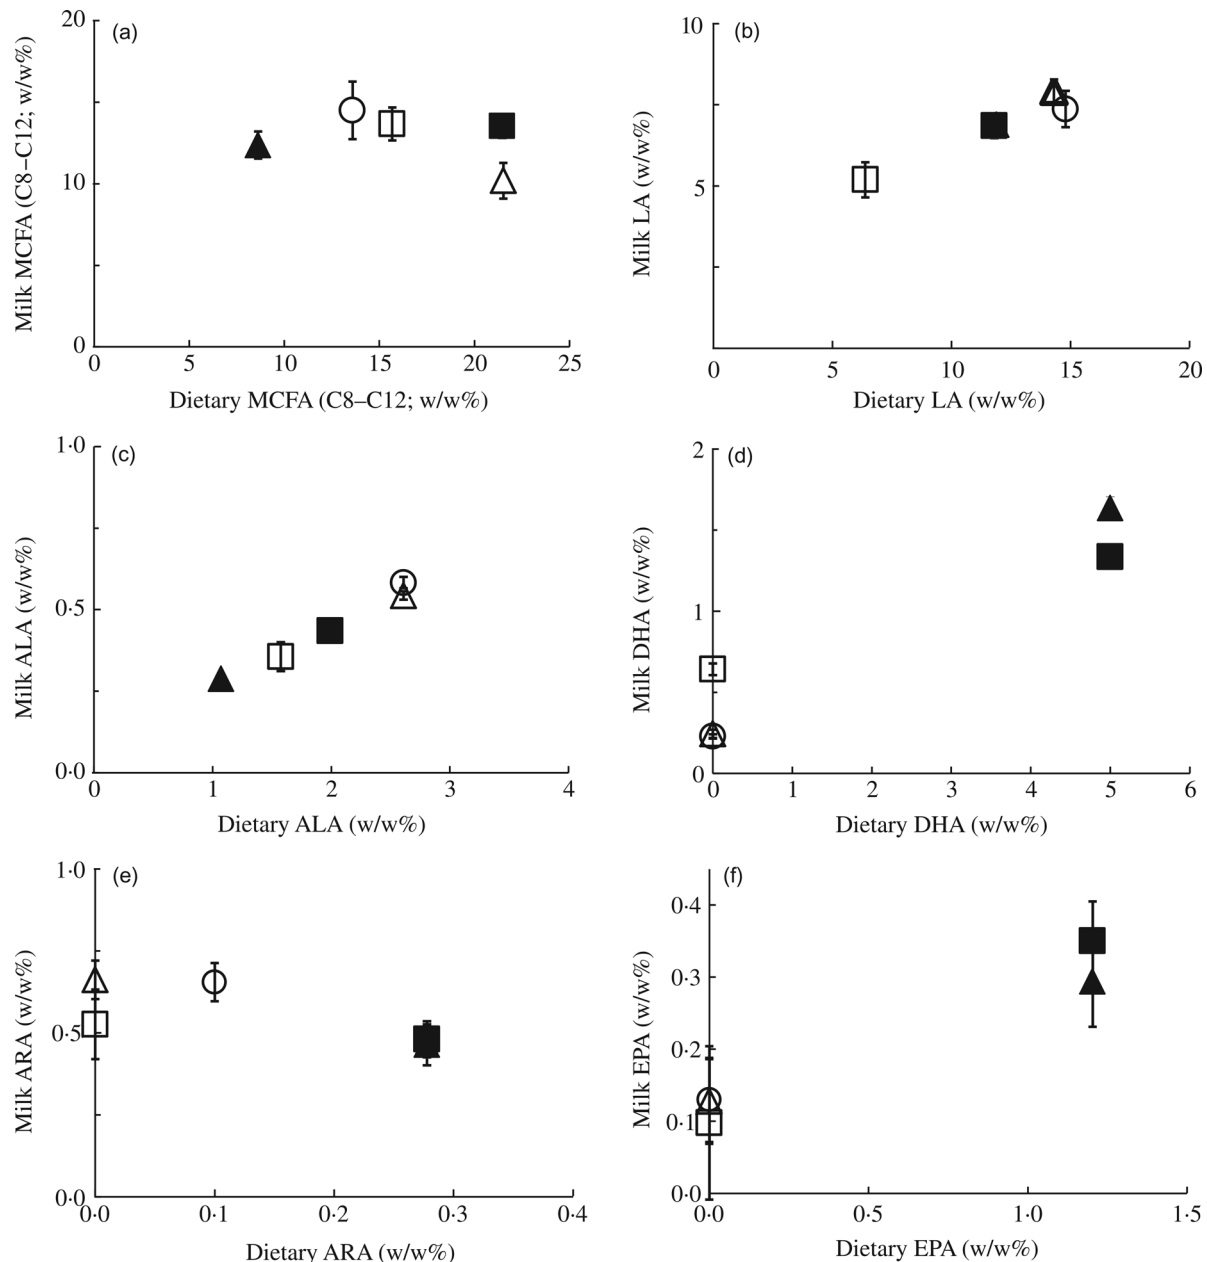 (a)
Milk MCFA (C8–C12; w/w%)
20
10
0
0 5 10 15 20 25
Dietary MCFA (C8–C12; w/w%)
(b)
Milk LA (w/w%)
10
5
0 5 10 15 20
Dietary LA (w/w%)
(c)
Milk ALA (w/w%)
1·0
0·5
0·0
0 1 2 3 4
Dietary ALA (w/w%)
(d)
Milk DHA (w/w%)
2
1
0
0 1 2 3 4 5 6
Dietary DHA (w/w%)
(e)
Milk ARA (w/w%)
1·0
0·5
0·0
0·0 0·1 0·2 0·3 0·4
Dietary ARA (w/w%)
(f)
Milk EPA (w/w%)
0·4
0·3
0·2
0·1
0·0
0·0 0·5 1·0 1·5
Dietary EPA (w/w%)